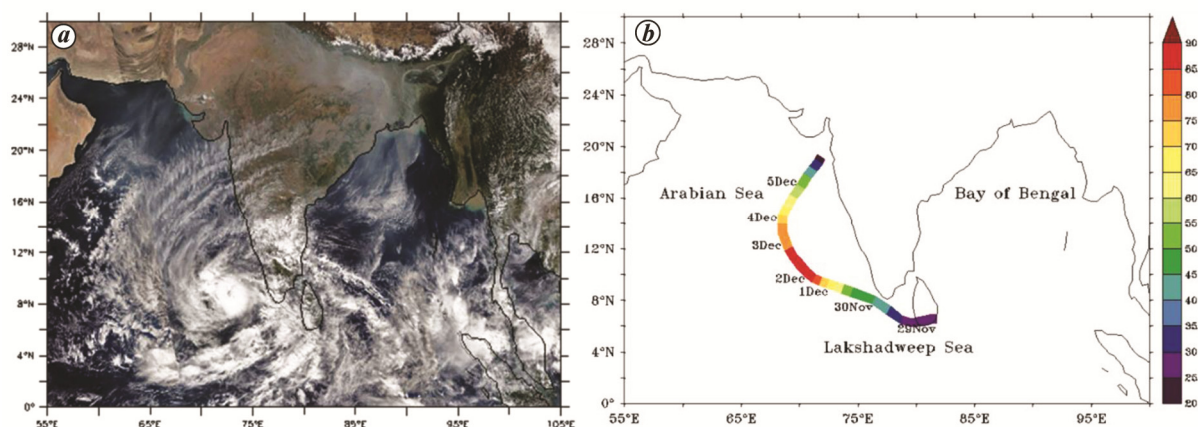 a
28°N
24°N
20°N
16°N
12°N
8°N
4°N
0°
55°E
65°E
75°E
85°E
95°E
105°E
b
28°N
24°N
20°N
16°N
12°N
8°N
4°N
0°
55°E
65°E
75°E
85°E
95°E
Arabian Sea
Bay of Bengal
5Dec
4Dec
3Dec
2Dec
1Dec
30Nov
29Nov
Lakshadweep Sea
90
85
80
75
70
65
60
55
50
45
40
35
30
25
20